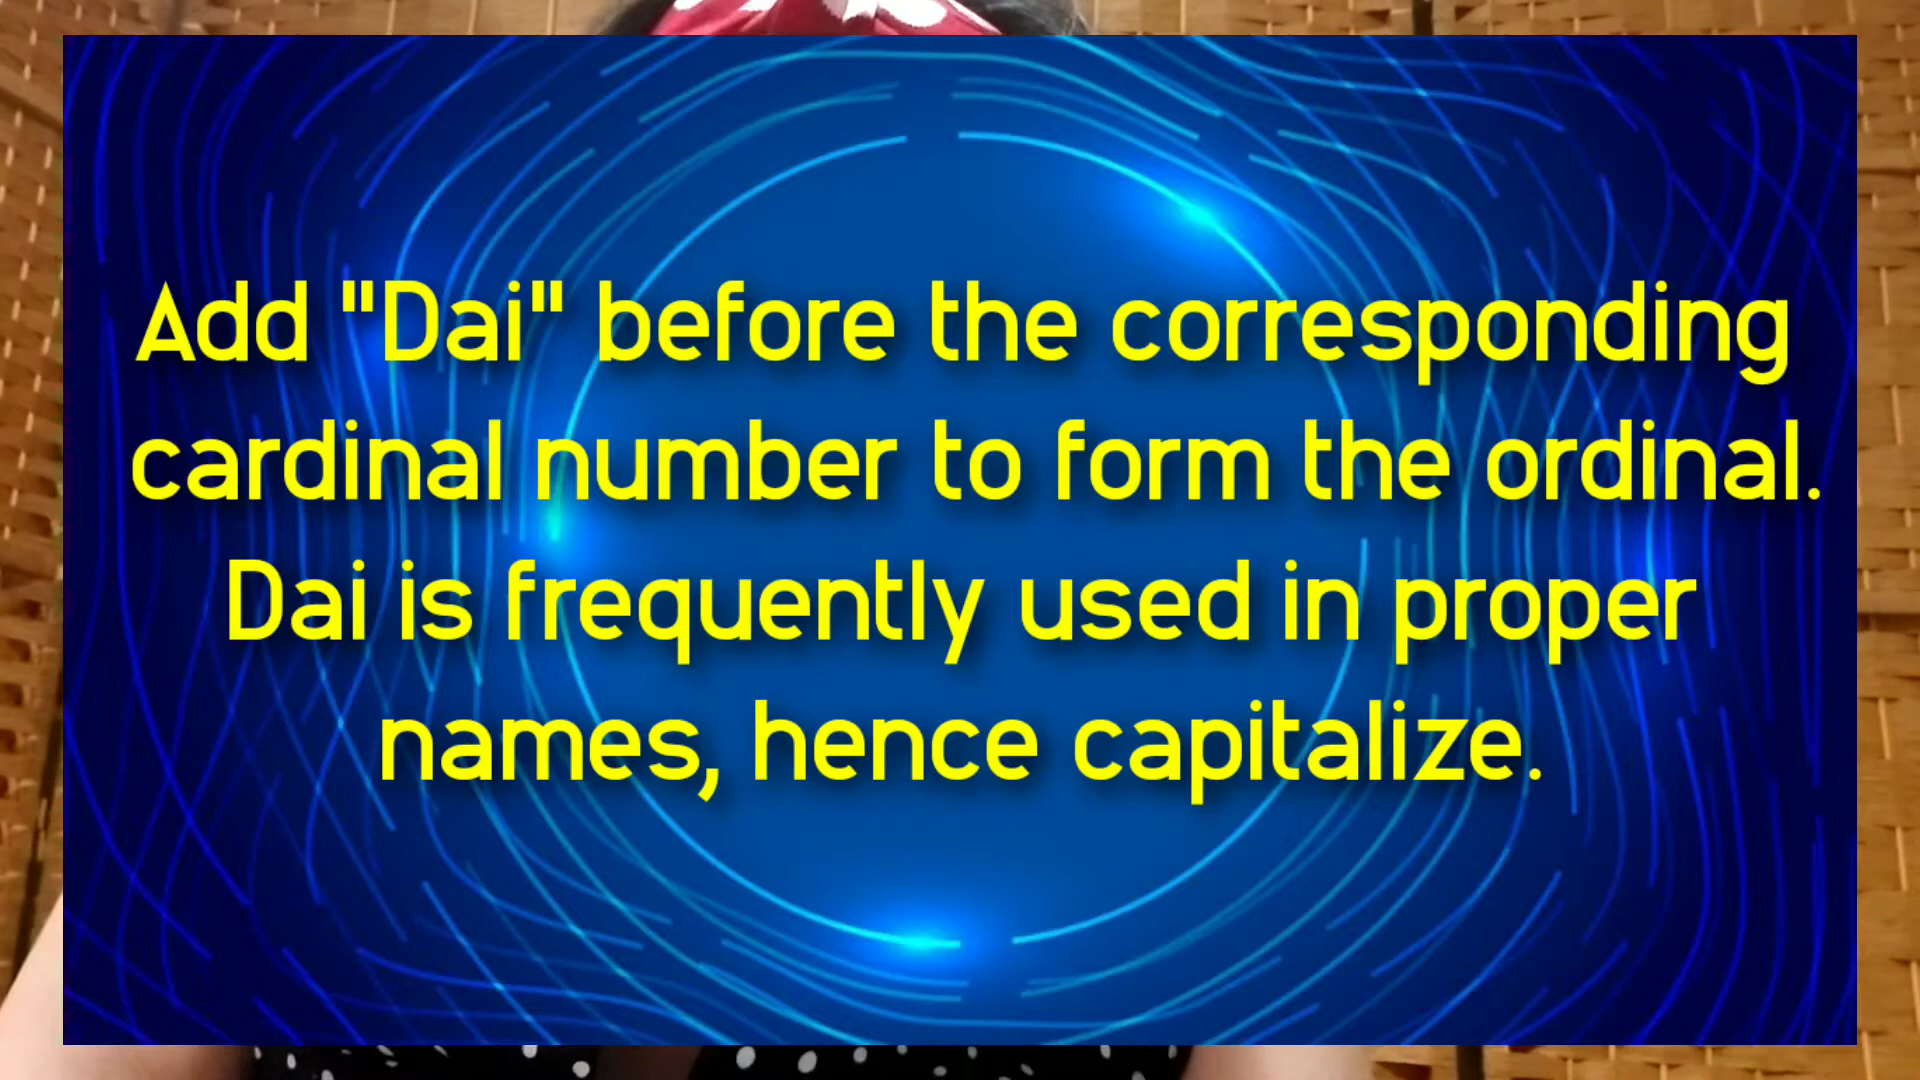 Add "Dai" before the corresponding
cardinal number to form the ordinal.
Dai is frequently used in proper
names, hence capitalize.